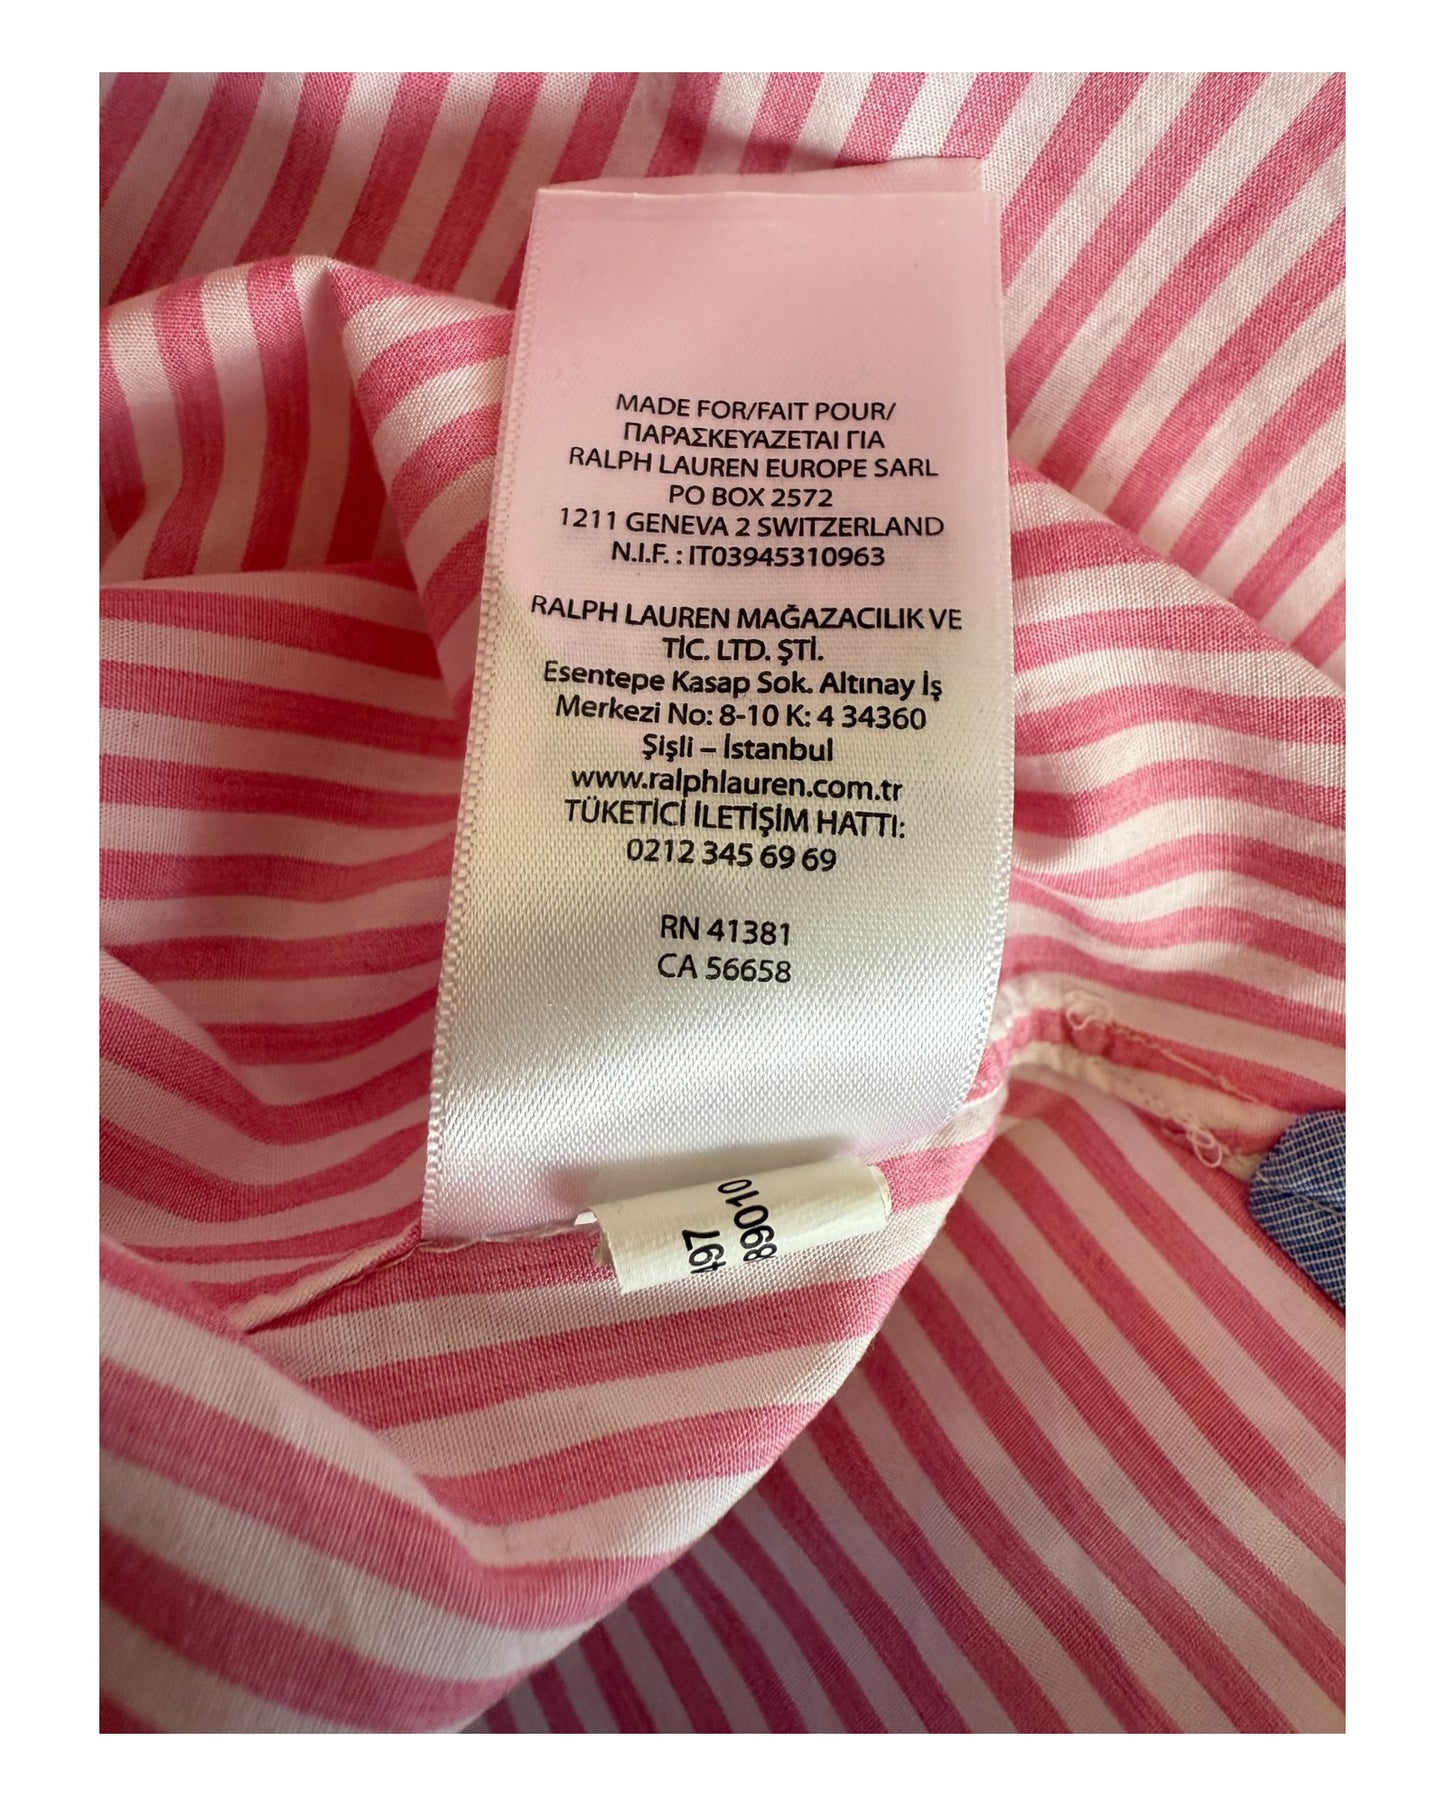 MADE FOR/FAIT POUR/
ΠΑΡΑΣΚΕΥΑΖΕΤΑΙ ΓΙΑ
RALPH LAUREN EUROPE SARL
PO BOX 2572
1211 GENEVA 2 SWITZERLAND
N.I.F. : IT03945310963
RALPH LAUREN MAĞAZACILIK VE
TİC. LTD. ŞTİ.
Esentepe Kasap Sok. Altınay İş
Merkezi No: 8-10 K: 4 34360
Şişli – İstanbul
www.ralphlauren.com.tr
TÜKETİCİ İLETİŞİM HATTI:
0212 345 69 69
RN 41381
CA 56658
89010